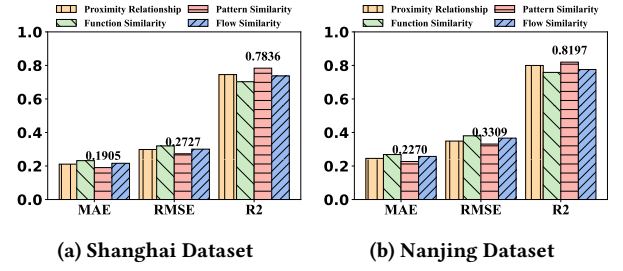 Proximity Relationship Pattern Similarity
Function Similarity Flow Similarity
1.0
0.8
0.6
0.4
0.2
0.0
0.1905
0.2727
0.7836
MAE RMSE R2
(a) Shanghai Dataset
Proximity Relationship Pattern Similarity
Function Similarity Flow Similarity
1.0
0.8
0.6
0.4
0.2
0.0
0.2270
0.3309
0.8197
MAE RMSE R2
(b) Nanjing Dataset